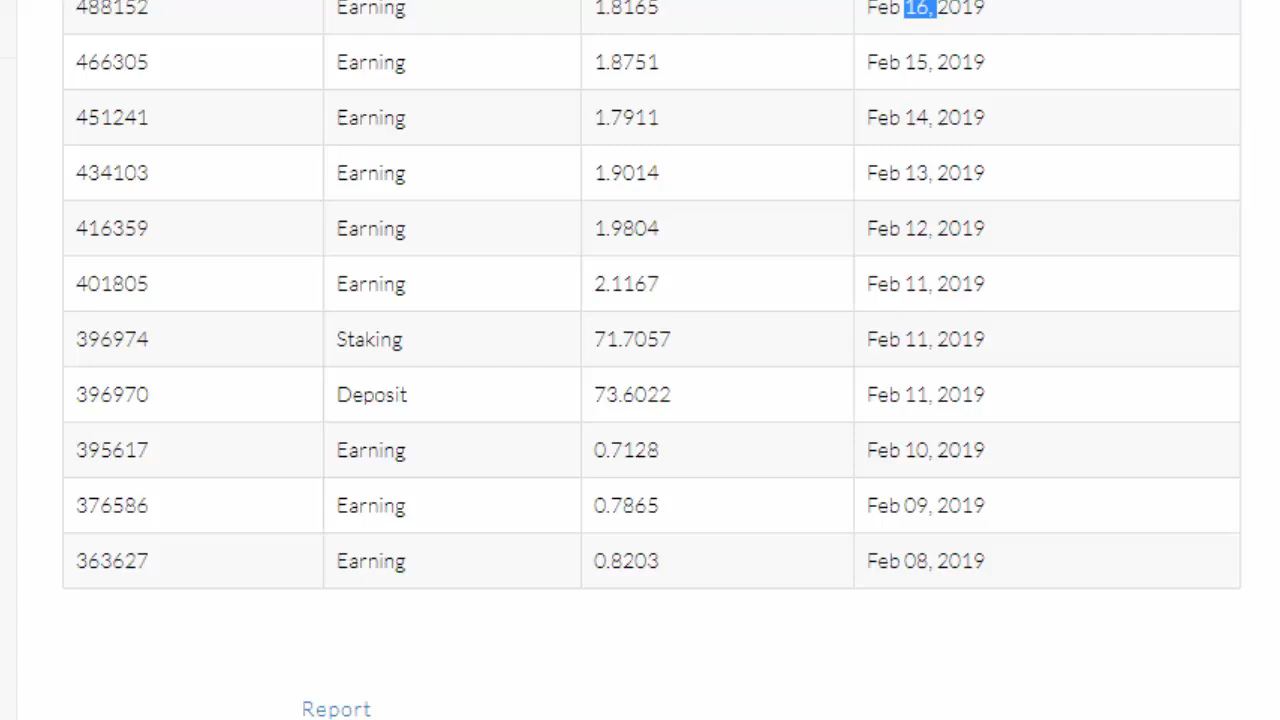 488152 Earning 1.8165 Feb 16, 2019
466305 Earning 1.8751 Feb 15, 2019
451241 Earning 1.7911 Feb 14, 2019
434103 Earning 1.9014 Feb 13, 2019
416359 Earning 1.9804 Feb 12, 2019
401805 Earning 2.1167 Feb 11, 2019
396974 Staking 71.7057 Feb 11, 2019
396970 Deposit 73.6022 Feb 11, 2019
395617 Earning 0.7128 Feb 10, 2019
376586 Earning 0.7865 Feb 09, 2019
363627 Earning 0.8203 Feb 08, 2019
Report